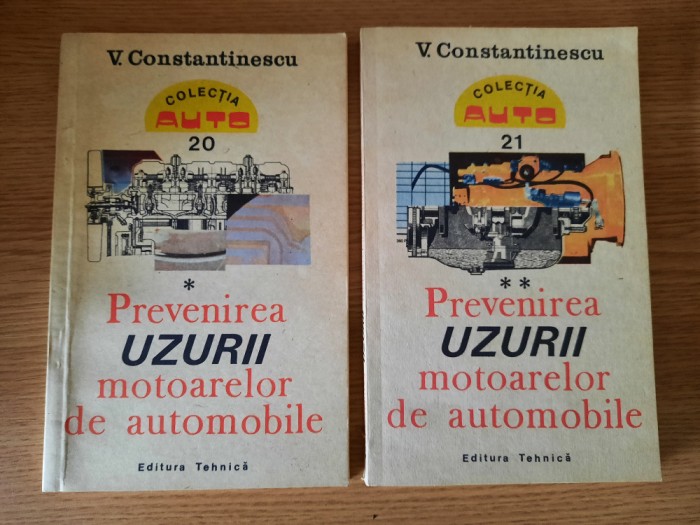 V. Constantinescu
COLECȚIA
AUTO
20
*
Prevenirea
UZURII
motoarelor
de automobile
Editura Tehnică
V. Constantinescu
COLECȚIA
AUTO
21
**
Prevenirea
UZURII
motoarelor
de automobile
Editura Tehnică